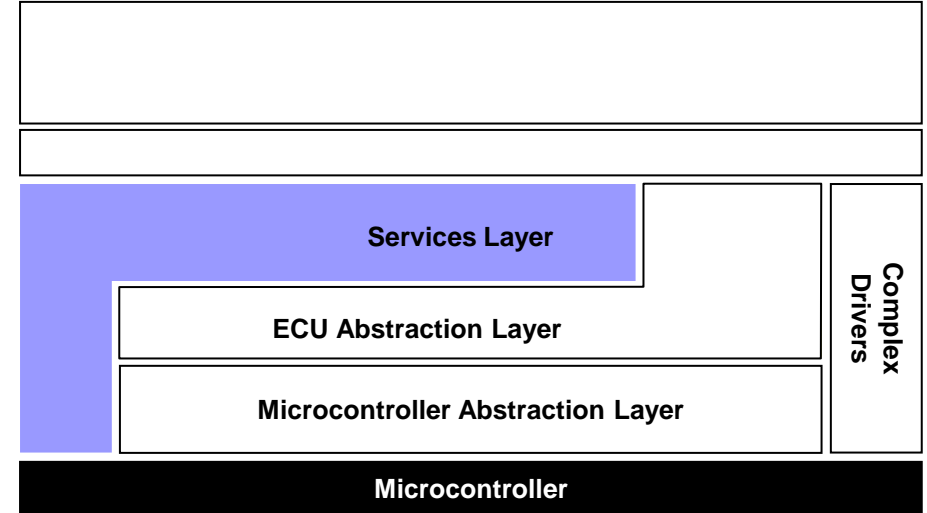 Services Layer
Complex
Drivers
ECU Abstraction Layer
Microcontroller Abstraction Layer
Microcontroller